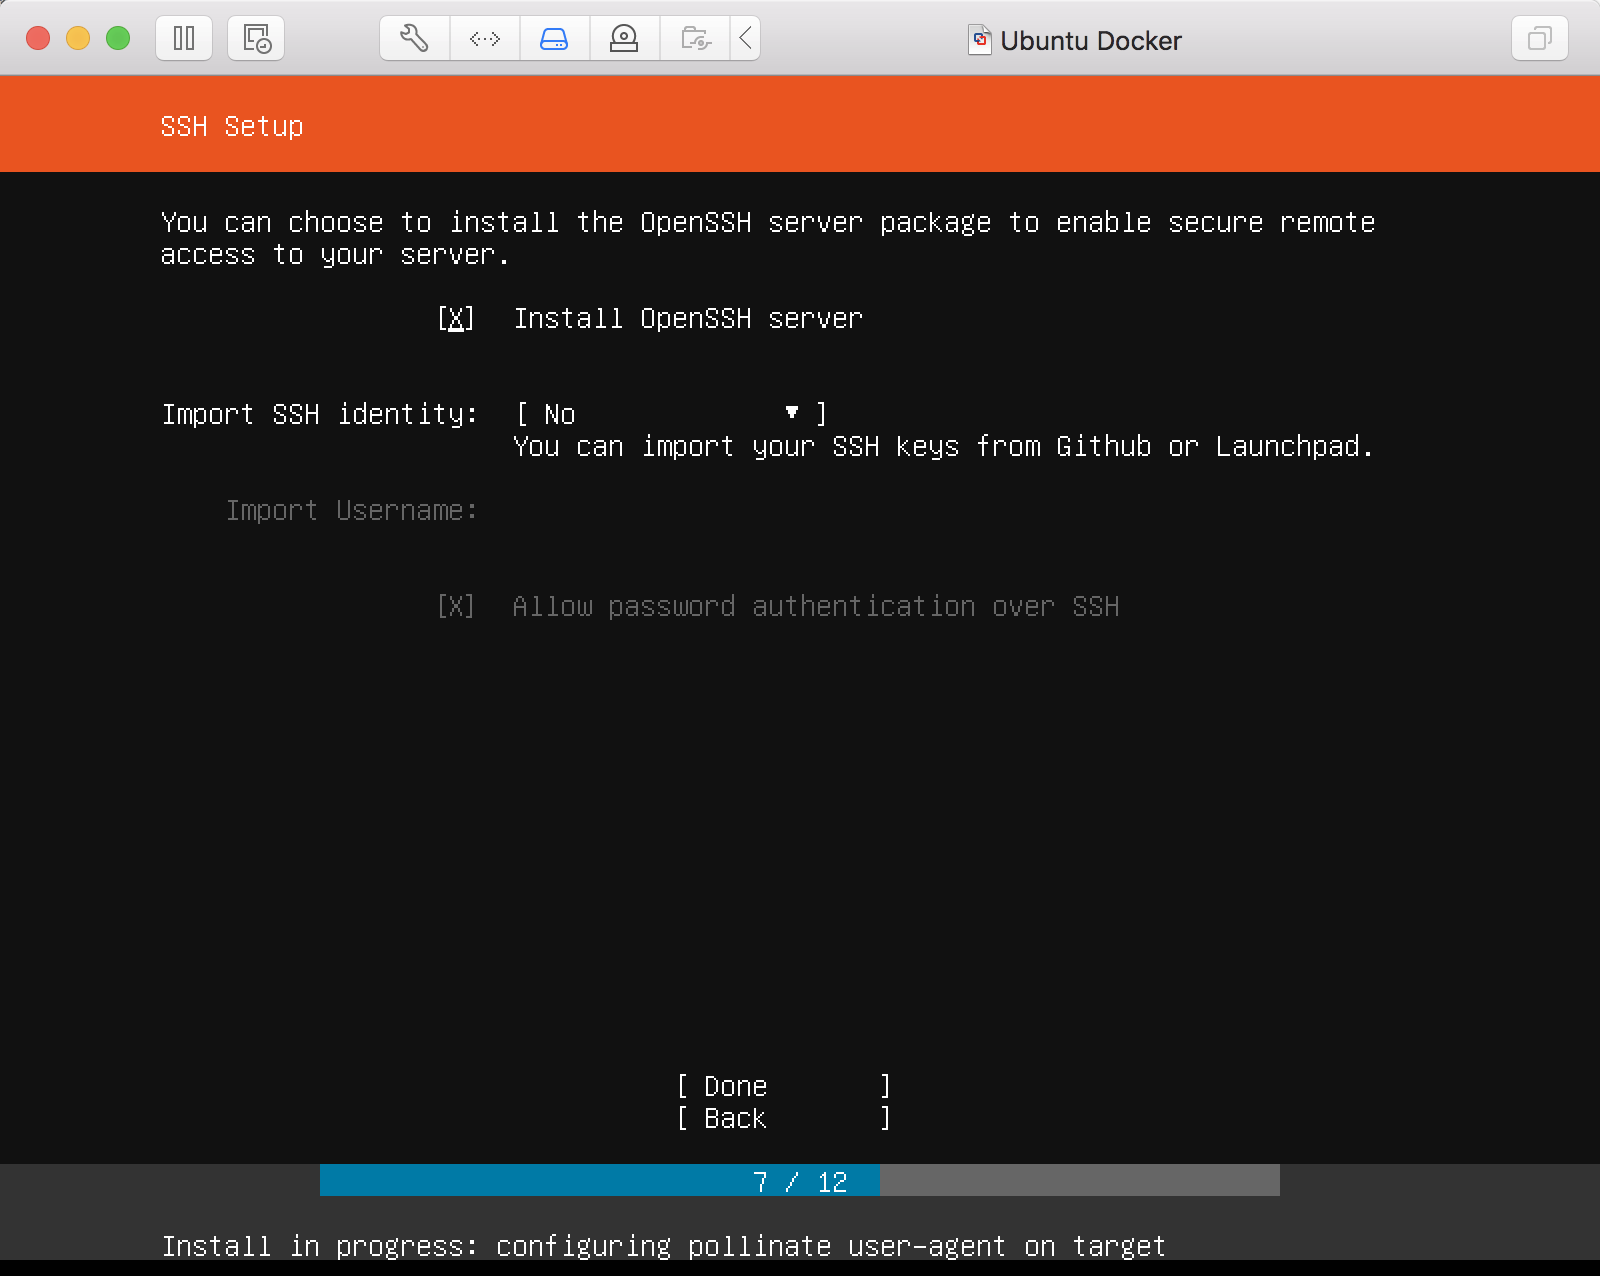 Ubuntu Docker
SSH Setup
You can choose to install the OpenSSH server package to enable secure remote
access to your server.
[X] Install OpenSSH server
Import SSH identity: [ No ▼ ]
You can import your SSH keys from Github or Launchpad.
Import Username:
[X] Allow password authentication over SSH
[ Done ]
[ Back ]
7 / 12
Install in progress: configuring pollinate user-agent on target